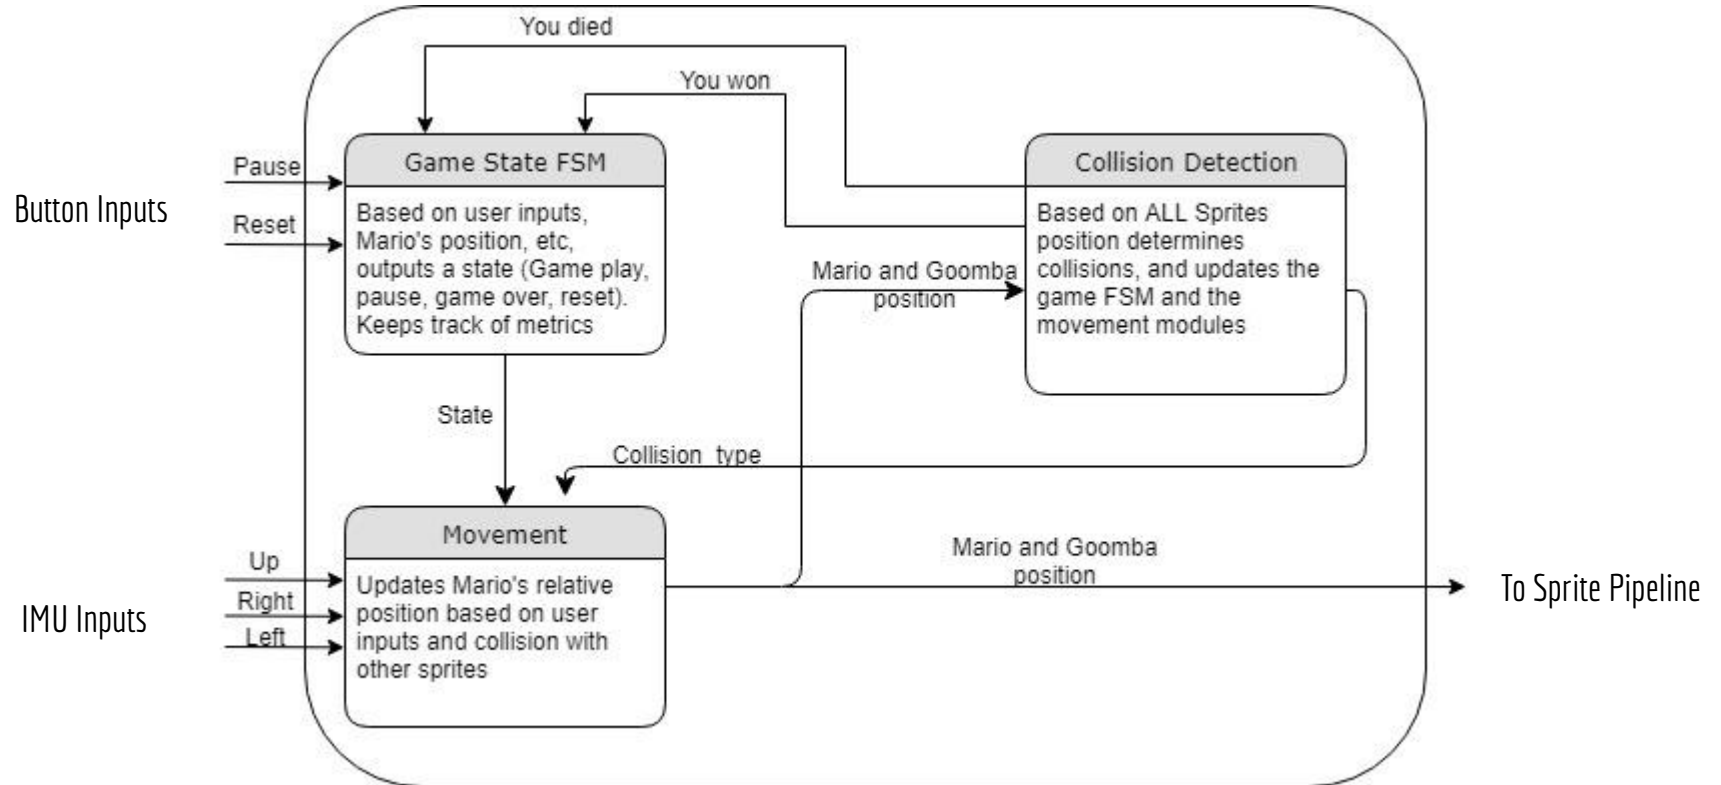 You died
You won
Game State FSM
Based on user inputs,
Mario's position, etc,
outputs a state (Game play,
pause, game over, reset).
Keeps track of metrics
Collision Detection
Based on ALL Sprites
position determines
collisions, and updates the
game FSM and the
movement modules
Pause
Reset
Button Inputs
Mario and Goomba
position
State
Collision type
Movement
Updates Mario's relative
position based on user
inputs and collision with
other sprites
Up
Right
Left
IMU Inputs
Mario and Goomba
position
To Sprite Pipeline